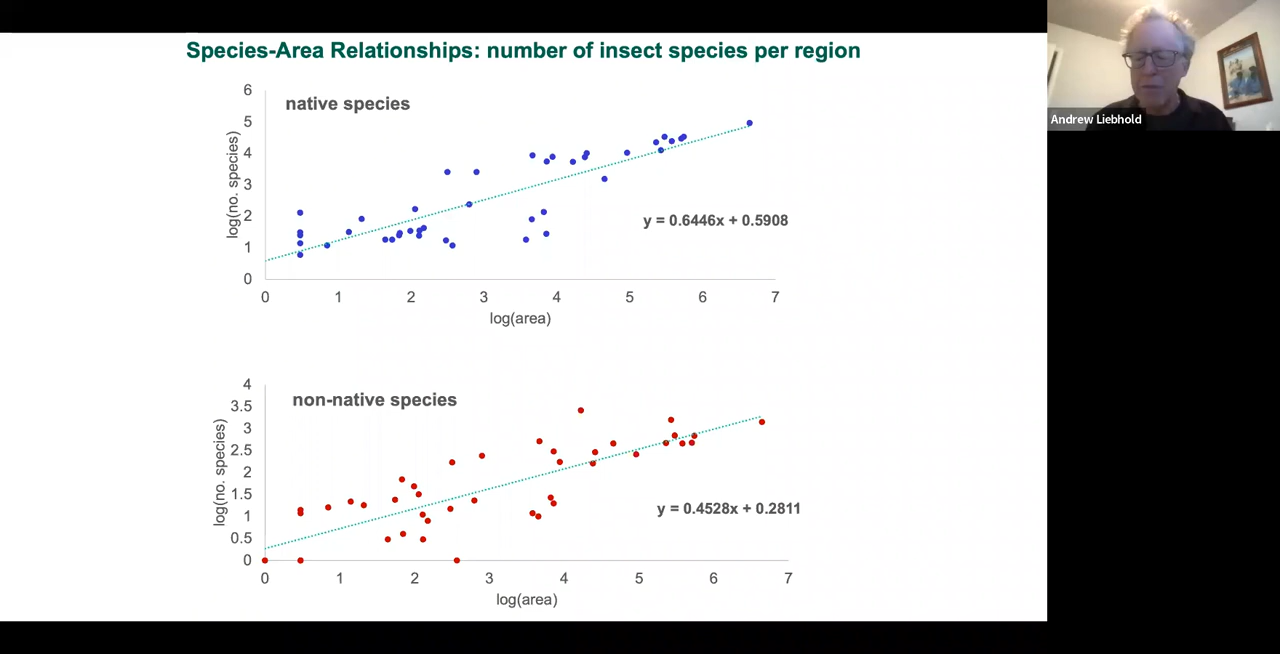 Species-Area Relationships: number of insect species per region
native species
log(no. species)
6
5
4
3
2
1
0
0 1 2 3 4 5 6 7
log(area)
y = 0.6446x + 0.5908
non-native species
log(no. species)
4
3.5
3
2.5
2
1.5
1
0.5
0
0 1 2 3 4 5 6 7
log(area)
y = 0.4528x + 0.2811
Andrew Liebhold